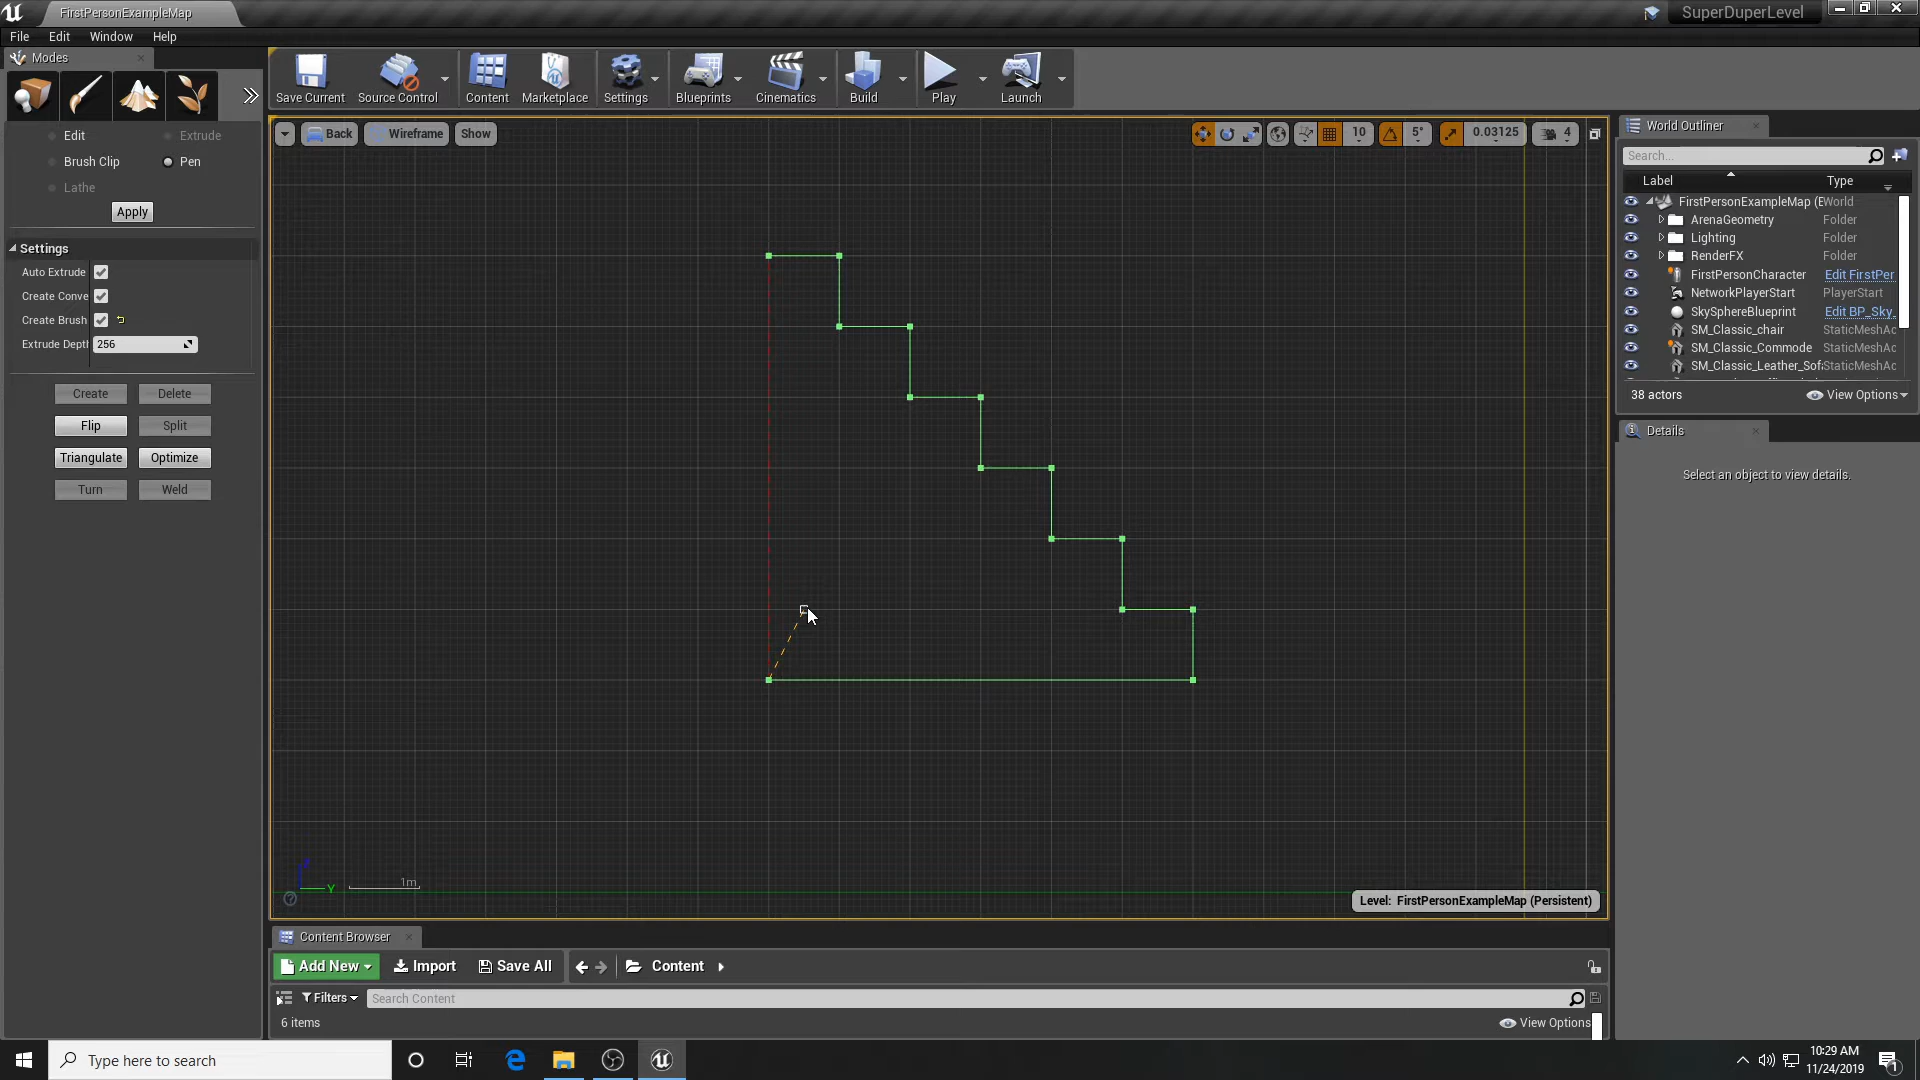 FirstPersonExampleMap
SuperDuperLevel
File Edit Window Help
Modes
Save Current
Source Control
Content
Marketplace
Settings
Blueprints
Cinematics
Build
Play
Launch
Edit
Extrude
Brush Clip
Pen
Lathe
Apply
Settings
Auto Extrude
Create Conve
Create Brush
Extrude Depth
256
Create
Delete
Flip
Split
Triangulate
Optimize
Turn
Weld
Back
Wireframe
Show
10
5°
0.03125
4
1m
Y
Level: FirstPersonExampleMap (Persistent)
World Outliner
Search...
Label
Type
FirstPersonExampleMap (E World
ArenaGeometry Folder
Lighting Folder
RenderFX Folder
FirstPersonCharacter Edit FirstPer
NetworkPlayerStart PlayerStart
SkySphereBlueprint Edit BP_Sky_
SM_Classic_chair StaticMeshAc
SM_Classic_Commode StaticMeshAc
SM_Classic_Leather_Sofa StaticMeshAc
38 actors
View Options
Details
Select an object to view details.
Content Browser
Add New
Import
Save All
Content
Filters
Search Content
6 items
View Options
Type here to search
10:29 AM
11/24/2019
1